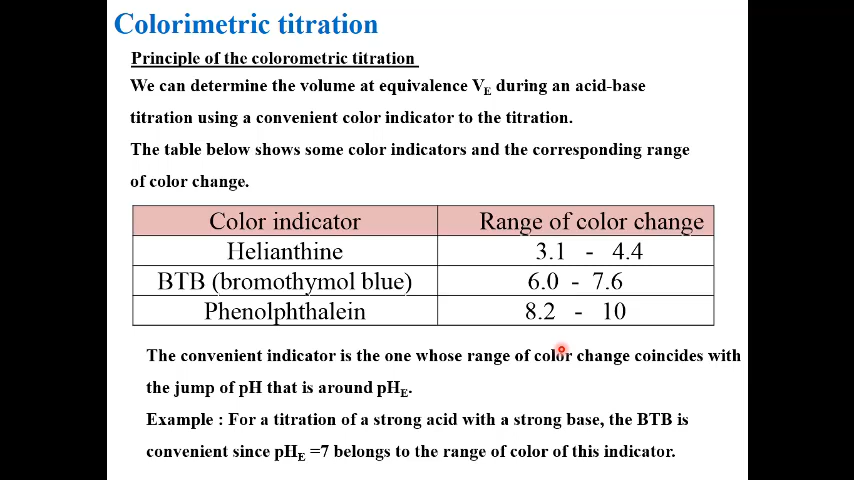 Colorimetric titration
Principle of the colorometric titration
We can determine the volume at equivalence VE during an acid-base
titration using a convenient color indicator to the titration.
The table below shows some color indicators and the corresponding range
of color change.
Color indicator Range of color change
Helianthine 3.1 - 4.4
BTB (bromothymol blue) 6.0 - 7.6
Phenolphthalein 8.2 - 10
The convenient indicator is the one whose range of color change coincides with
the jump of pH that is around pHE.
Example : For a titration of a strong acid with a strong base, the BTB is
convenient since pHE =7 belongs to the range of color of this indicator.